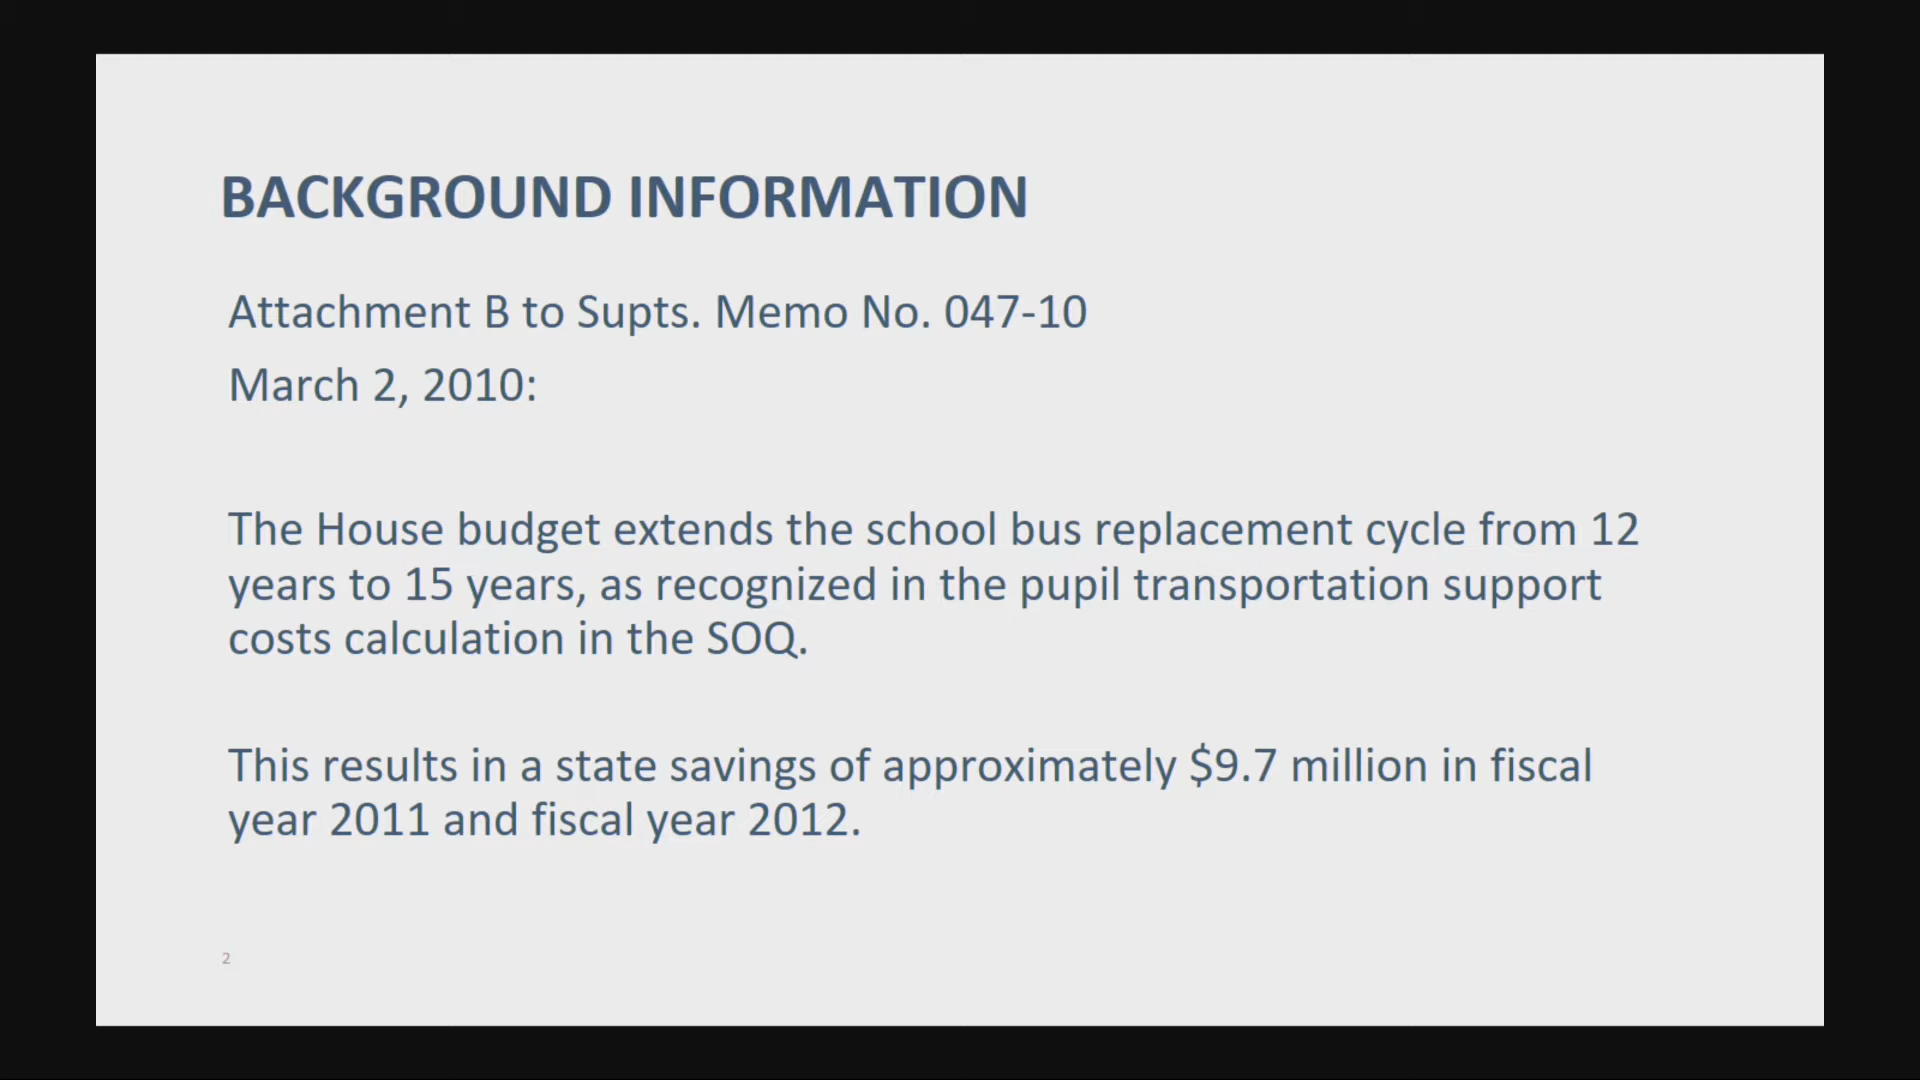 BACKGROUND INFORMATION
Attachment B to Supts. Memo No. 047-10
March 2, 2010:
The House budget extends the school bus replacement cycle from 12
years to 15 years, as recognized in the pupil transportation support
costs calculation in the SOQ.
This results in a state savings of approximately $9.7 million in fiscal
year 2011 and fiscal year 2012.
2